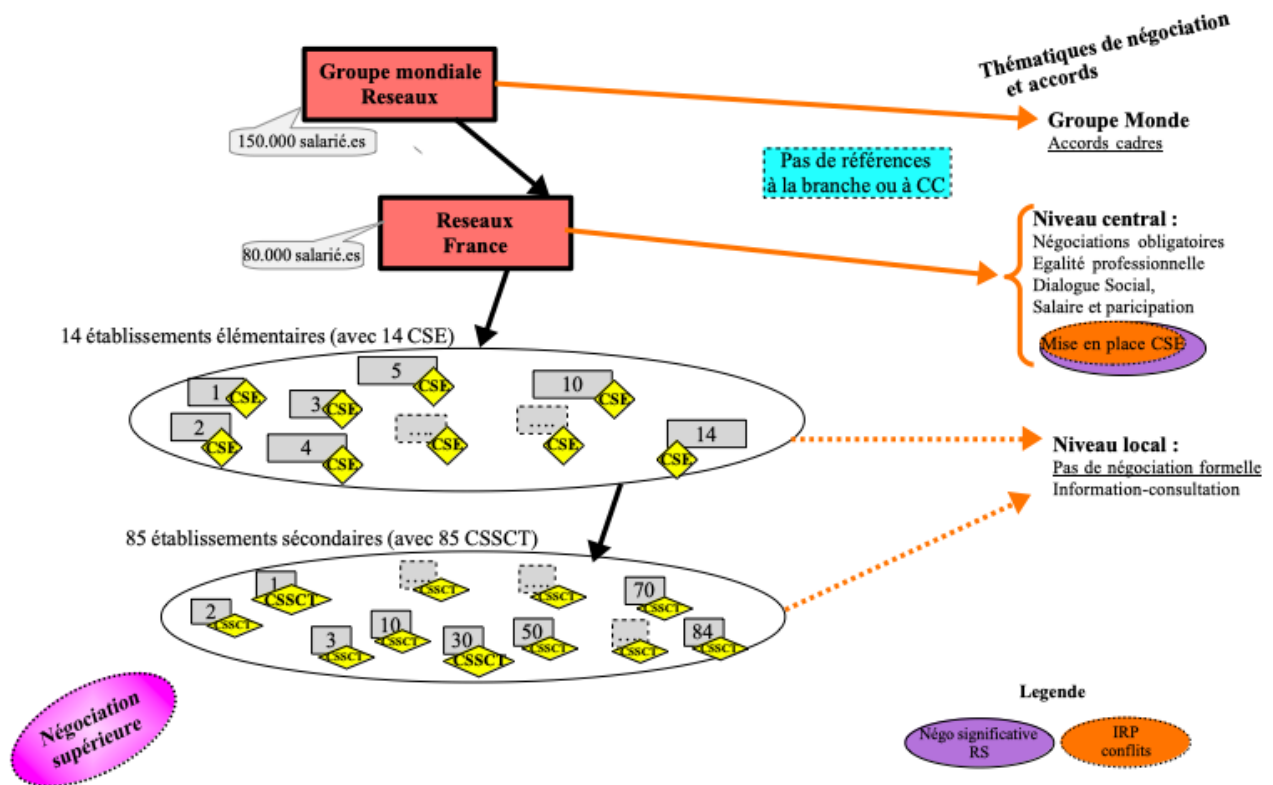 Thématiques de négociation
et accords
Groupe mondiale
Reseaux
150.000 salarié.es
Groupe Monde
Accords cadres
Pas de références
à la branche ou à CC
Reseaux
France
80.000 salarié.es
Niveau central :
Négociations obligatoires
Egalité professionnelle
Dialogue Social,
Salaire et paricipation
Mise en place CSE
14 établissements élémentaires (avec 14 CSE)
1 CSE
2 CSE
3 CSE
4 CSE
5 CSE
.... CSE
.... CSE
10 CSE
14 CSE
Niveau local :
Pas de négociation formelle
Information-consultation
85 établissements sécondaires (avec 85 CSSCT)
1 CSSCT
2 CSSCT
3 CSSCT
.... CSSCT
10 CSSCT
30 CSSCT
.... CSSCT
50 CSSCT
.... CSSCT
70 CSSCT
84 CSSCT
Négociation
supérieure
Legende
Négo significative
RS
IRP
conflits